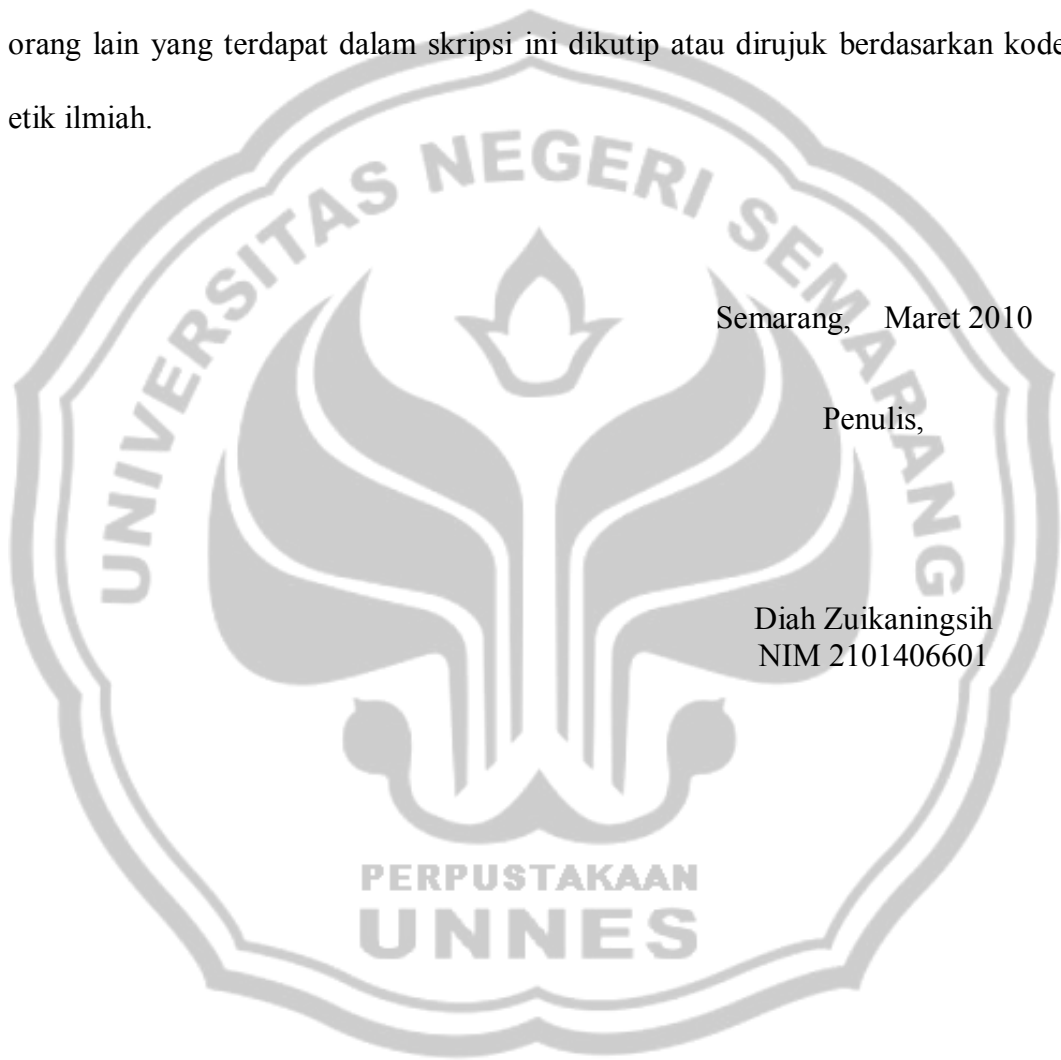 orang lain yang terdapat dalam skripsi ini dikutip atau dirujuk berdasarkan kode
etik ilmiah.
UNIVERSITAS NEGERI SEMARANG
Semarang, Maret 2010
Penulis,
Diah Zuikaningsih
NIM 2101406601
PERPUSTAKAAN
UNNES